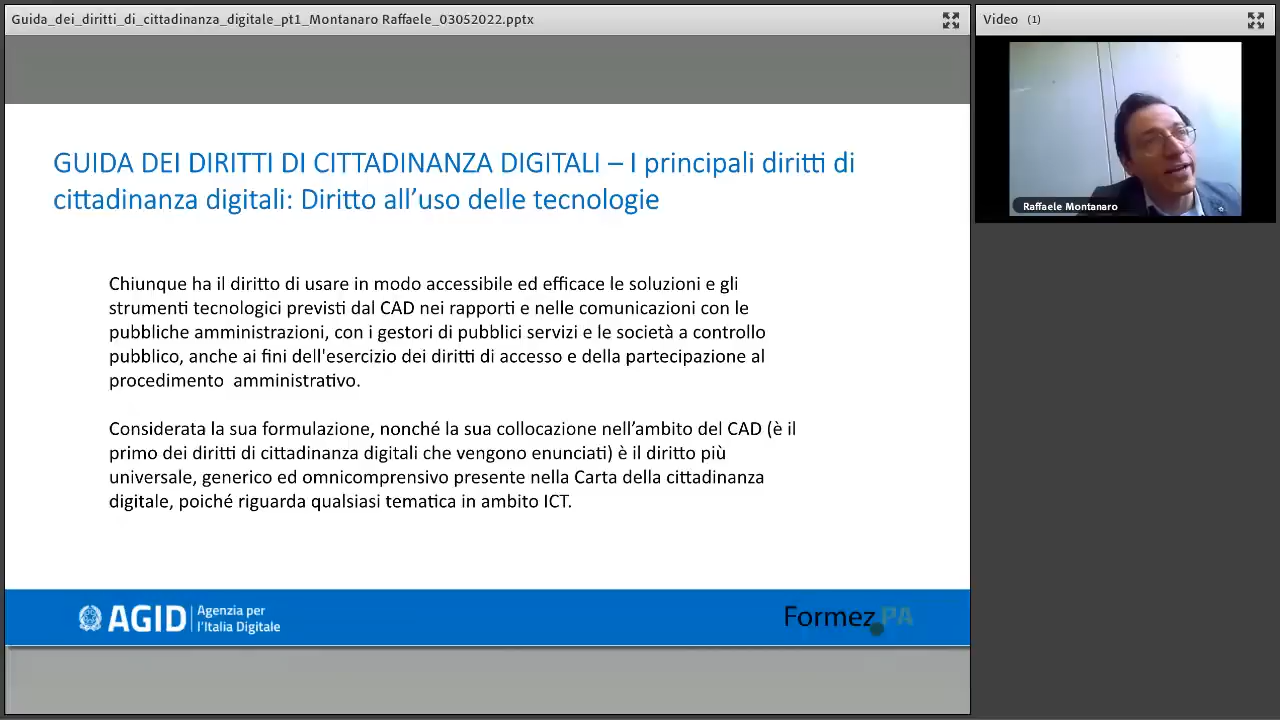 Guida_dei_diritti_di_cittadinanza_digitale_pt1_Montanaro Raffaele_03052022.pptx
Video (1)
Raffaele Montanaro
GUIDA DEI DIRITTI DI CITTADINANZA DIGITALI – I principali diritti di
cittadinanza digitali: Diritto all’uso delle tecnologie
Chiunque ha il diritto di usare in modo accessibile ed efficace le soluzioni e gli
strumenti tecnologici previsti dal CAD nei rapporti e nelle comunicazioni con le
pubbliche amministrazioni, con i gestori di pubblici servizi e le società a controllo
pubblico, anche ai fini dell'esercizio dei diritti di accesso e della partecipazione al
procedimento  amministrativo.
Considerata la sua formulazione, nonché la sua collocazione nell’ambito del CAD (è il
primo dei diritti di cittadinanza digitali che vengono enunciati) è il diritto più
universale, generico ed omnicomprensivo presente nella Carta della cittadinanza
digitale, poiché riguarda qualsiasi tematica in ambito ICT.
AGID
Agenzia per
l’Italia Digitale
Formez PA